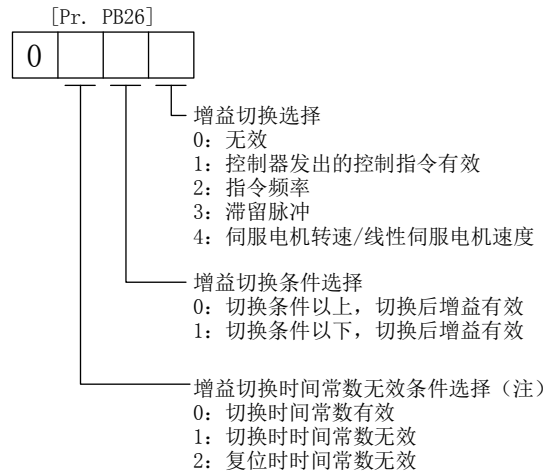 [Pr. PB26]
0
增益切换选择
0：无效
1：控制器发出的控制指令有效
2：指令频率
3：滞留脉冲
4：伺服电机转速/线性伺服电机速度
增益切换条件选择
0：切换条件以上，切换后增益有效
1：切换条件以下，切换后增益有效
增益切换时间常数无效条件选择（注）
0：切换时间常数有效
1：切换时时间常数无效
2：复位时时间常数无效